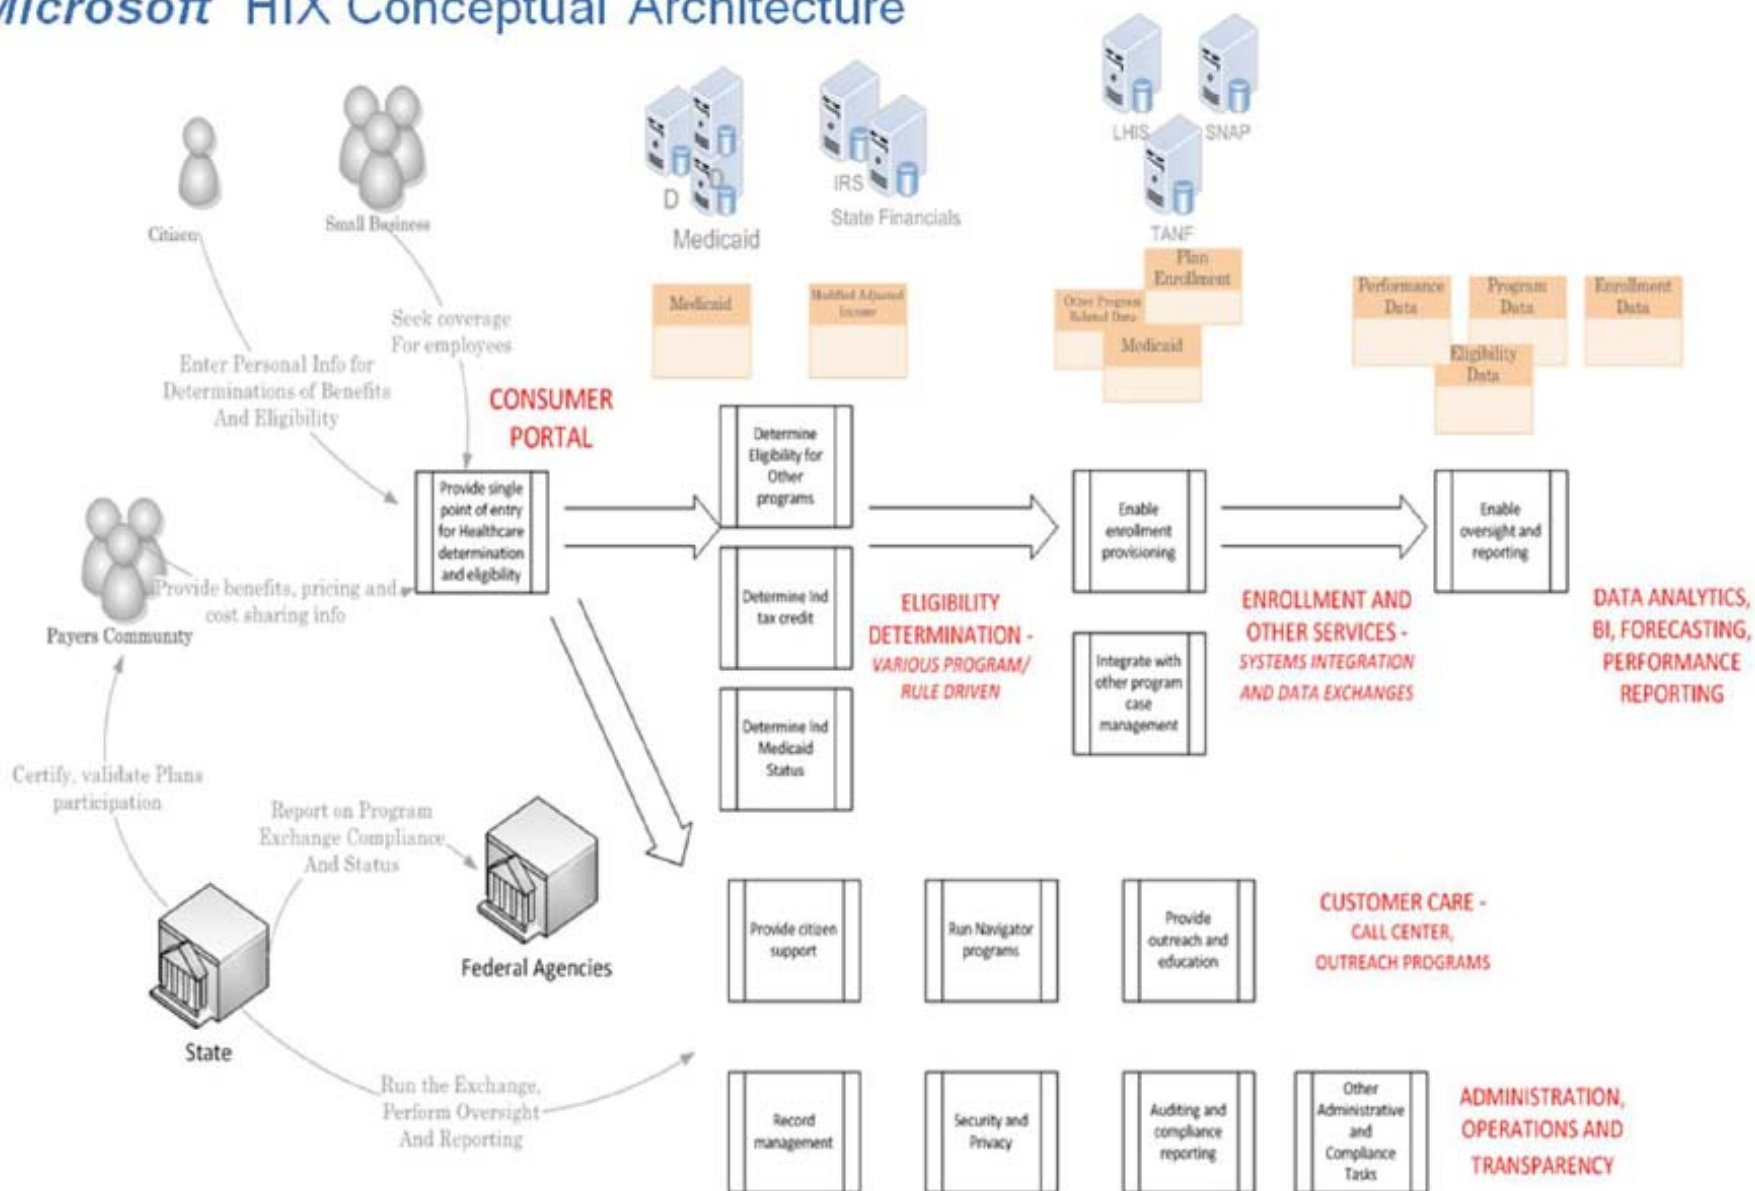 Microsoft HIX Conceptual Architecture
Citizen
Small Business
D
D
Medicaid
IRS
State Financials
LHIS
SNAP
TANF
Seek coverage
For employees
Enter Personal Info for
Determinations of Benefits
And Eligibility
CONSUMER
PORTAL
Medicaid
Modified Adjusted
Income
Plan
Enrollment
Other Program
Related Data
Medicaid
Performance
Data
Program
Data
Enrollment
Data
Eligibility
Data
Provide single
point of entry
for Healthcare
determination
and eligibility
Determine
Eligibility for
Other
programs
Determine Ind
tax credit
Determine Ind
Medicaid
Status
ELIGIBILITY
DETERMINATION -
VARIOUS PROGRAM/
RULE DRIVEN
Enable
enrollment
provisioning
Integrate with
other program
case
management
ENROLLMENT AND
OTHER SERVICES -
SYSTEMS INTEGRATION
AND DATA EXCHANGES
Enable
oversight and
reporting
DATA ANALYTICS,
BI, FORECASTING,
PERFORMANCE
REPORTING
Provide benefits, pricing and
cost sharing info
Payers Community
Certify, validate Plans
participation
Report on Program
Exchange Compliance
And Status
Federal Agencies
State
Run the Exchange,
Perform Oversight
And Reporting
Provide citizen
support
Run Navigator
programs
Provide
outreach and
education
CUSTOMER CARE -
CALL CENTER,
OUTREACH PROGRAMS
Record
management
Security and
Privacy
Auditing and
compliance
reporting
Other
Administrative
and
Compliance
Tasks
ADMINISTRATION,
OPERATIONS AND
TRANSPARENCY